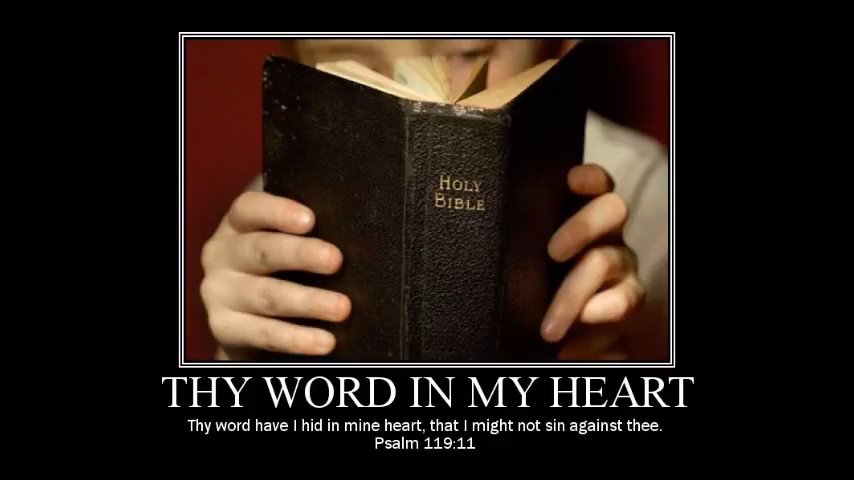 HOLY
BIBLE
THY WORD IN MY HEART
Thy word have I hid in mine heart, that I might not sin against thee.
Psalm 119:11